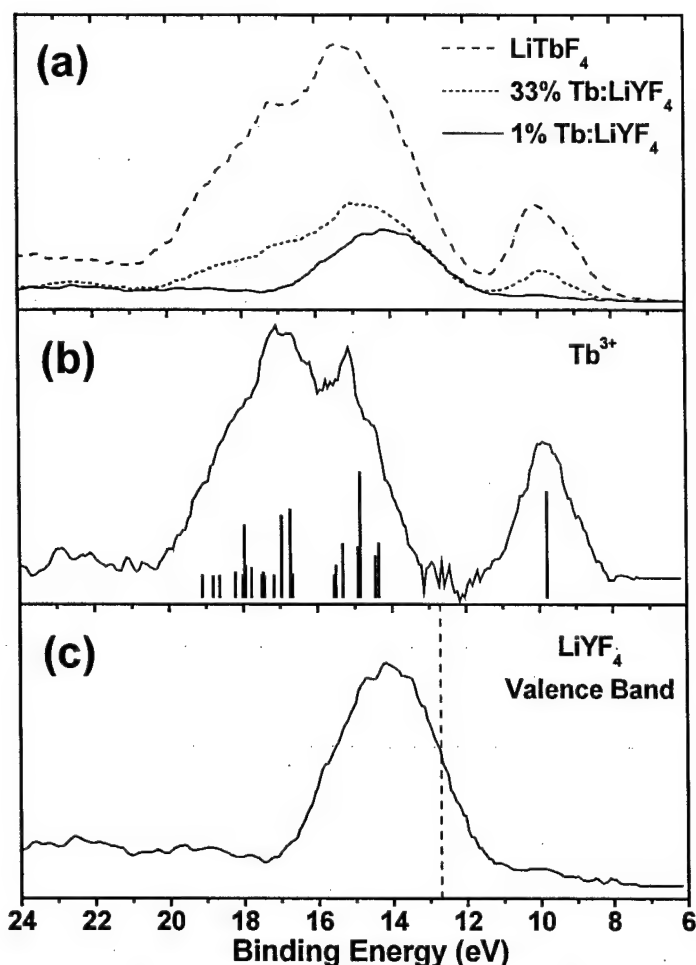 (a)
LiTbF₄
33% Tb:LiYF₄
1% Tb:LiYF₄
(b)
Tb³⁺
(c)
LiYF₄
Valence Band
24 22 20 18 16 14 12 10 8 6
Binding Energy (eV)